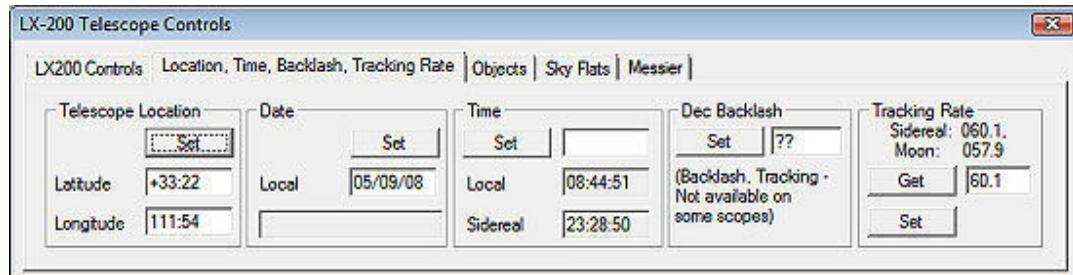 LX-200 Telescope Controls
LX200 Controls
Location, Time, Backlash, Tracking Rate
Objects
Sky Flats
Messier
Telescope Location
Set
Latitude
+33:22
Longitude
111:54
Date
Set
Local
05/09/08
Time
Set
Local
08:44:51
Sidereal
23:28:50
Dec Backlash
Set
??
(Backlash, Tracking -
Not available on
some scopes)
Tracking Rate
Sidereal: 060.1,
Moon: 057.9
Get
60.1
Set